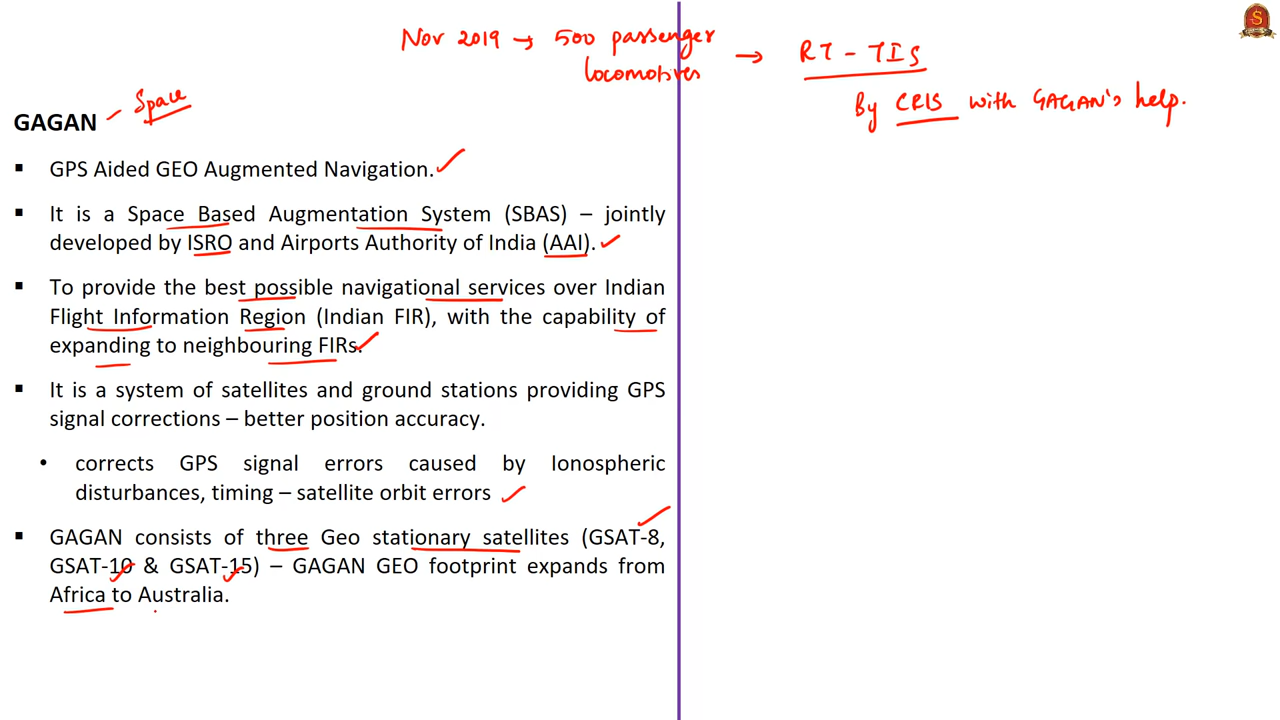 Nov 2019 → 500 passenger
locomotives → RT - TIS
By CRIS with GAGAN's help.
GAGAN - Space
▪ GPS Aided GEO Augmented Navigation.
▪ It is a Space Based Augmentation System (SBAS) – jointly
developed by ISRO and Airports Authority of India (AAI).
▪ To provide the best possible navigational services over Indian
Flight Information Region (Indian FIR), with the capability of
expanding to neighbouring FIRs.
▪ It is a system of satellites and ground stations providing GPS
signal corrections – better position accuracy.
• corrects GPS signal errors caused by Ionospheric
disturbances, timing – satellite orbit errors
▪ GAGAN consists of three Geo stationary satellites (GSAT-8,
GSAT-10 & GSAT-15) – GAGAN GEO footprint expands from
Africa to Australia.